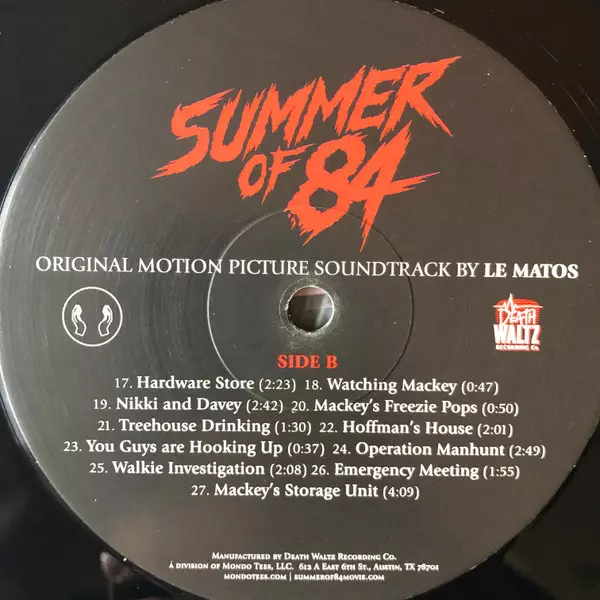 SUMMER
OF 84
ORIGINAL MOTION PICTURE SOUNDTRACK BY LE MATOS
DEATH
WALTZ
RECORDING CO.
SIDE B
17. Hardware Store (2:23) 18. Watching Mackey (0:47)
19. Nikki and Davey (2:42) 20. Mackey's Freezie Pops (0:50)
21. Treehouse Drinking (1:30) 22. Hoffman's House (2:01)
23. You Guys are Hooking Up (0:37) 24. Operation Manhunt (2:49)
25. Walkie Investigation (2:08) 26. Emergency Meeting (1:55)
27. Mackey's Storage Unit (4:09)
Manufactured by Death Waltz Recording Co.
a division of Mondo Tees, LLC. 612 A East 6th St., Austin, TX 78701
mondotees.com | summerof84movie.com